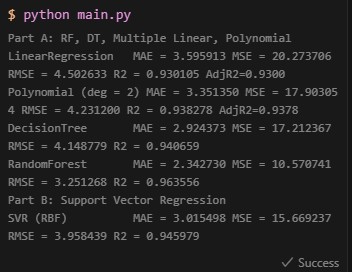 $ python main.py
Part A: RF, DT, Multiple Linear, Polynomial
LinearRegression MAE = 3.595913 MSE = 20.273706
RMSE = 4.502633 R2 = 0.930105 AdjR2=0.9300
Polynomial (deg = 2) MAE = 3.351350 MSE = 17.90305
4 RMSE = 4.231200 R2 = 0.938278 AdjR2=0.9378
DecisionTree MAE = 2.924373 MSE = 17.212367
RMSE = 4.148779 R2 = 0.940659
RandomForest MAE = 2.342730 MSE = 10.570741
RMSE = 3.251268 R2 = 0.963556
Part B: Support Vector Regression
SVR (RBF) MAE = 3.015498 MSE = 15.669237
RMSE = 3.958439 R2 = 0.945979
✓ Success